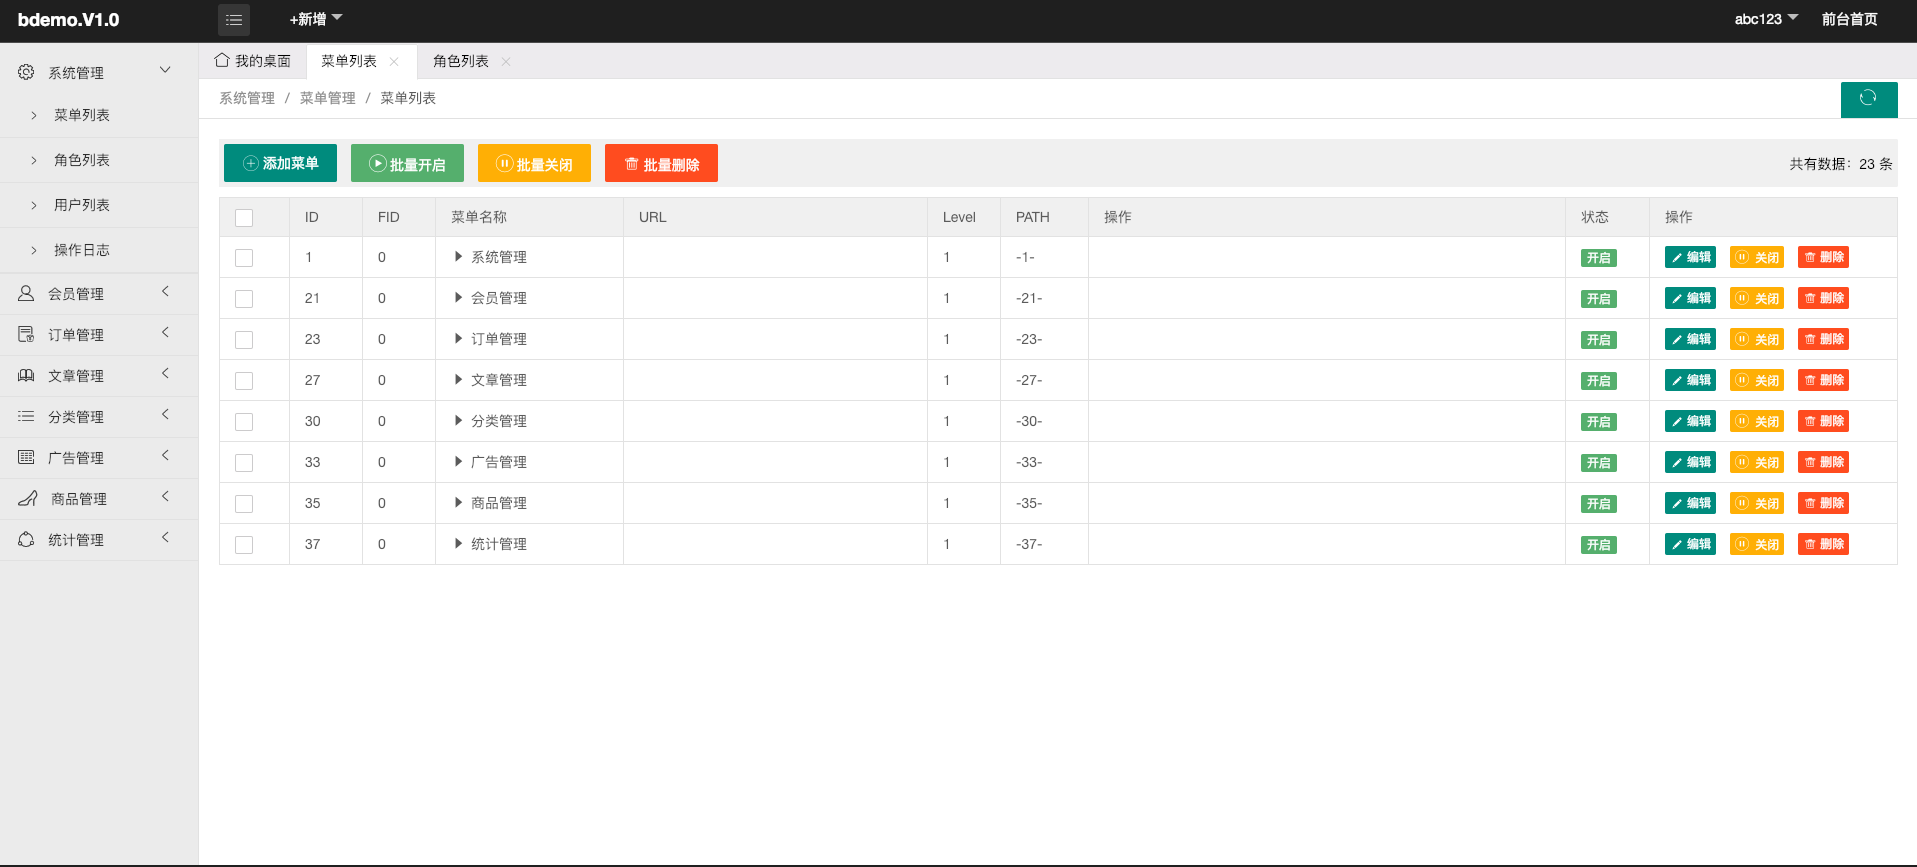 bdemo.V1.0 +新增 abc123 前台首页
我的桌面 菜单列表 角色列表
系统管理 / 菜单管理 / 菜单列表
系统管理
菜单列表
角色列表
用户列表
操作日志
会员管理
订单管理
文章管理
分类管理
广告管理
商品管理
统计管理
添加菜单 批量开启 批量关闭 批量删除 共有数据：23 条
ID FID 菜单名称 URL Level PATH 操作 状态 操作
1 0 系统管理 1 -1- 开启 编辑 关闭 删除
21 0 会员管理 1 -21- 开启 编辑 关闭 删除
23 0 订单管理 1 -23- 开启 编辑 关闭 删除
27 0 文章管理 1 -27- 开启 编辑 关闭 删除
30 0 分类管理 1 -30- 开启 编辑 关闭 删除
33 0 广告管理 1 -33- 开启 编辑 关闭 删除
35 0 商品管理 1 -35- 开启 编辑 关闭 删除
37 0 统计管理 1 -37- 开启 编辑 关闭 删除